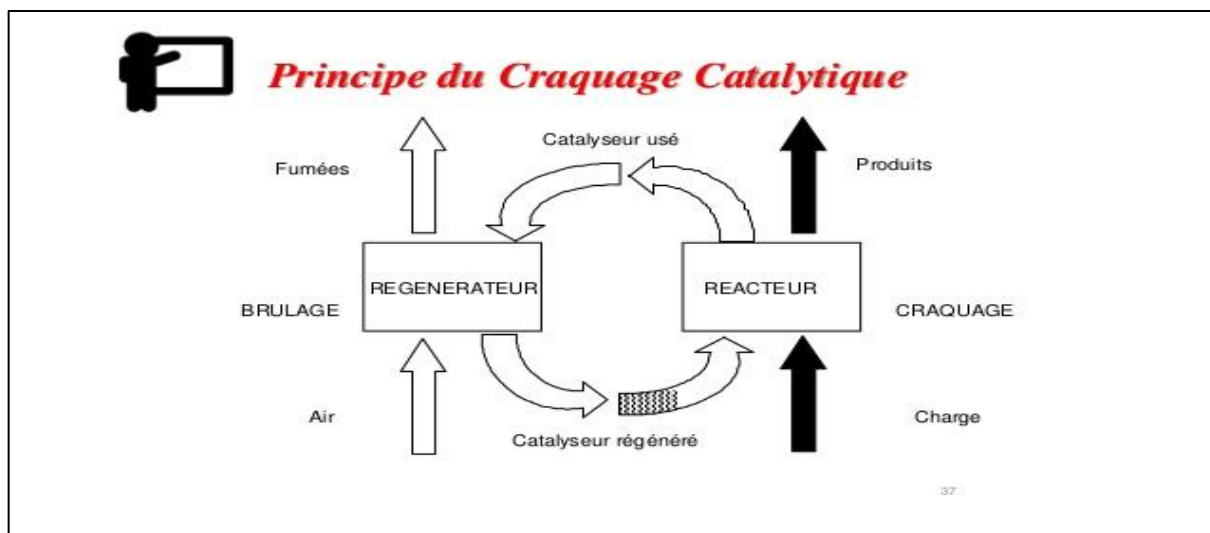 Principe du Craquage Catalytique
Catalyseur usé
Fumées
Produits
REGENERATEUR
REACTEUR
BRULAGE
CRAQUAGE
Air
Charge
Catalyseur régénéré
37